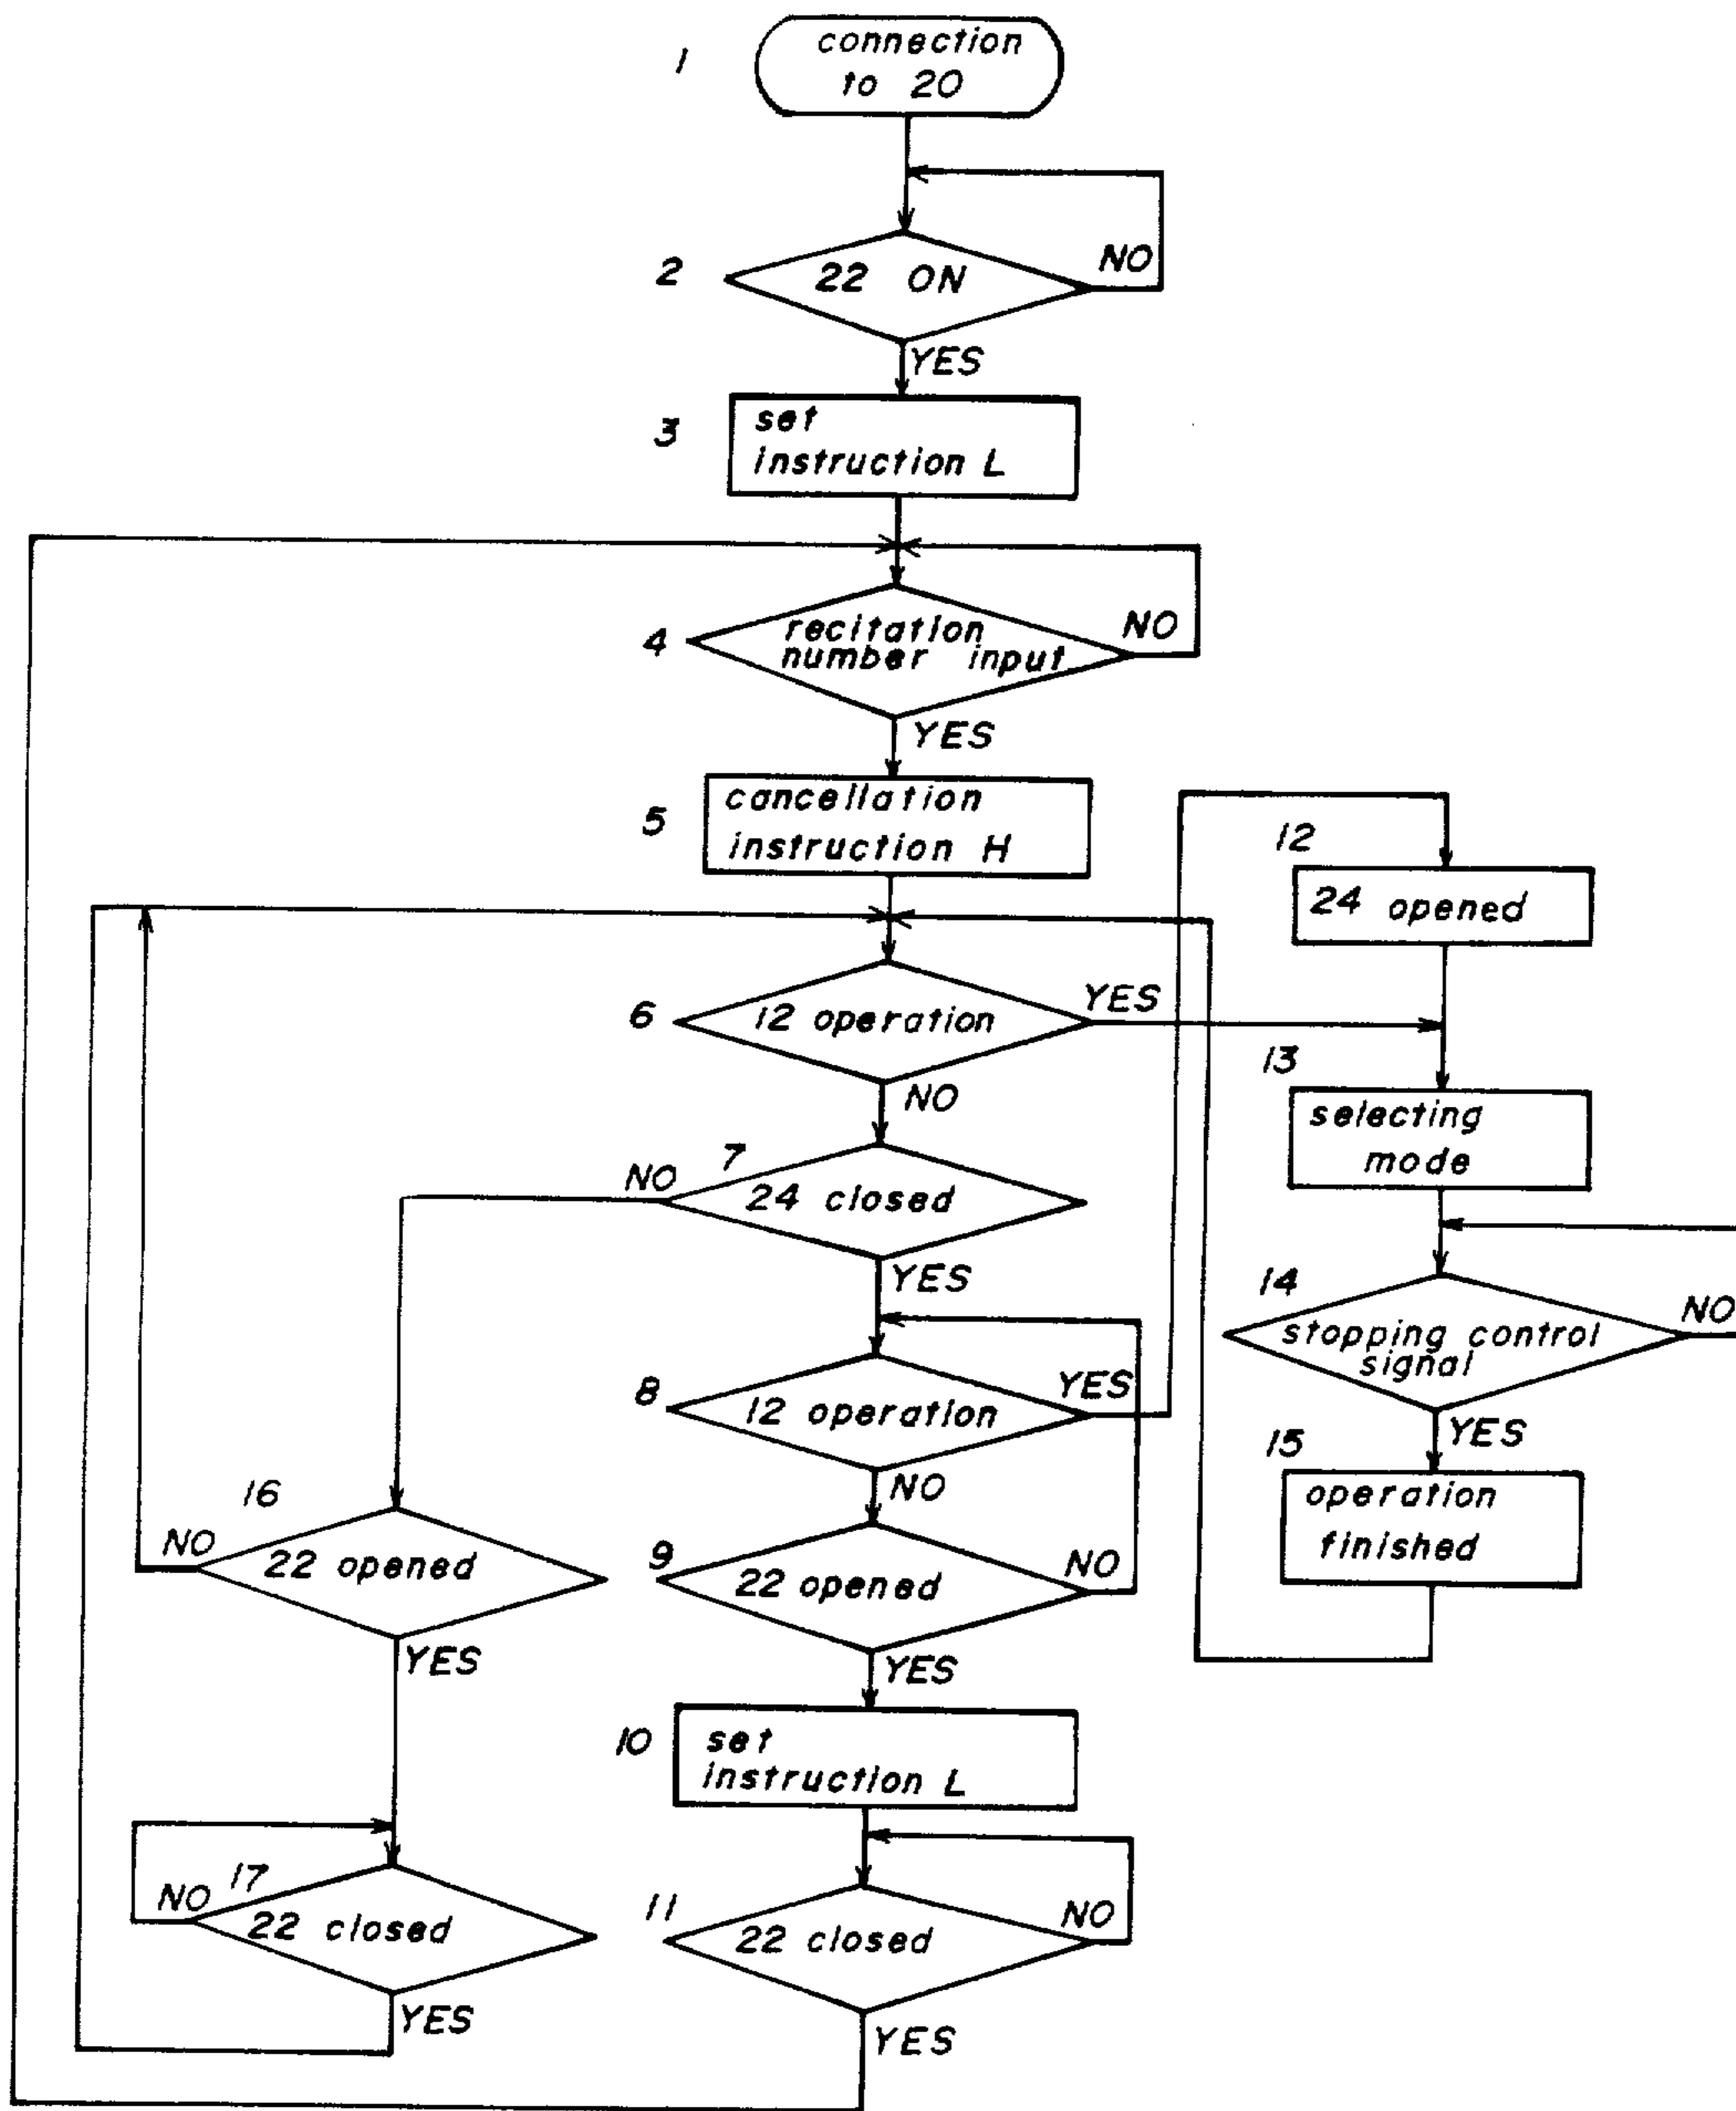 1
connection
to 20
2
22 ON
NO
YES
3
set
instruction L
4
recitation
number input
NO
YES
5
cancellation
instruction H
12
24 opened
6
12 operation
YES
NO
13
selecting
mode
7
NO
24 closed
YES
14
stopping control
signal
NO
YES
8
12 operation
YES
NO
15
operation
finished
16
NO
22 opened
YES
9
22 opened
NO
YES
10
set
instruction L
17
NO
22 closed
YES
11
22 closed
NO
YES